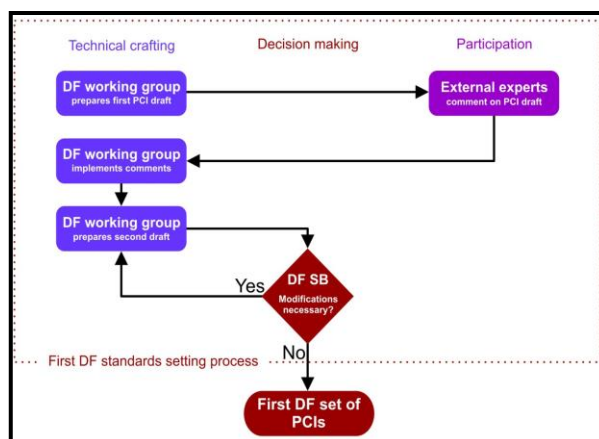 Technical crafting
Decision making
Participation
DF working group
prepares first PCI draft
External experts
comment on PCI draft
DF working group
implements comments
DF working group
prepares second draft
DF SB
Modifications
necessary?
Yes
No
First DF standards setting process
First DF set of
PCIs